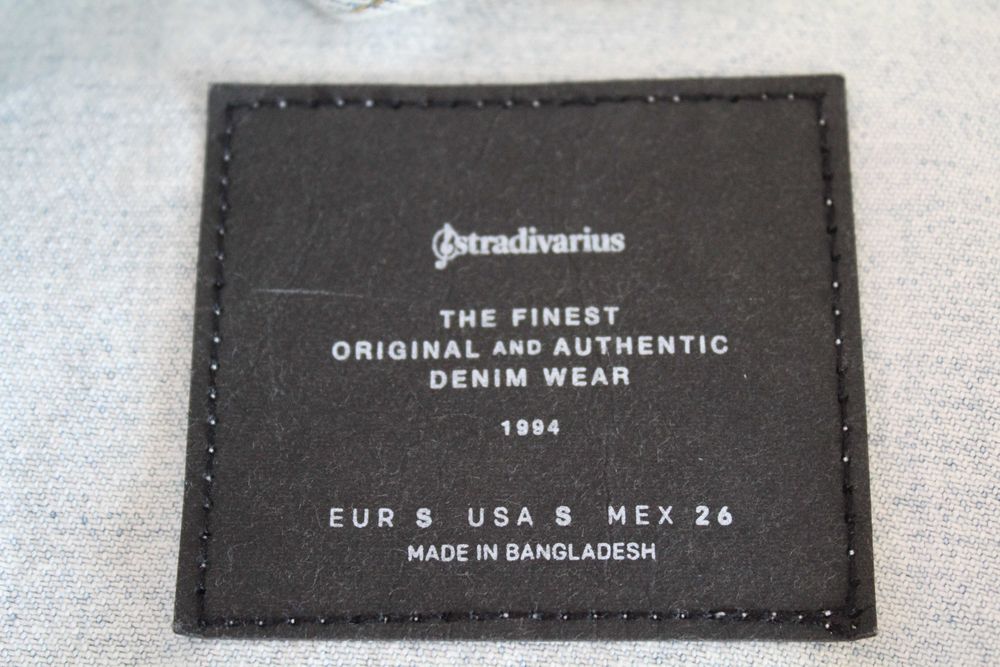 stradivarius
THE FINEST
ORIGINAL AND AUTHENTIC
DENIM WEAR
1994
EUR S USA S MEX 26
MADE IN BANGLADESH